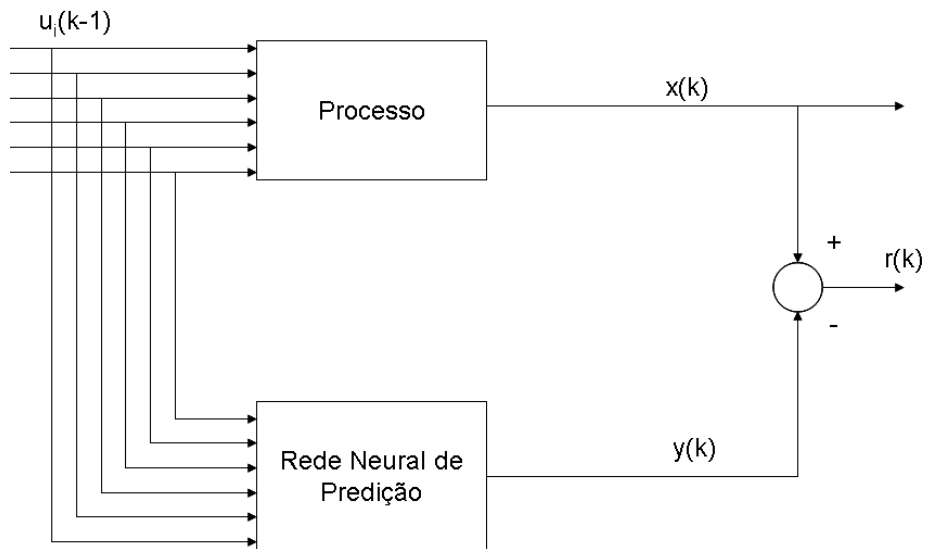 uᵢ(k-1)
Processo
x(k)
+
r(k)
-
Rede Neural de
Predição
y(k)